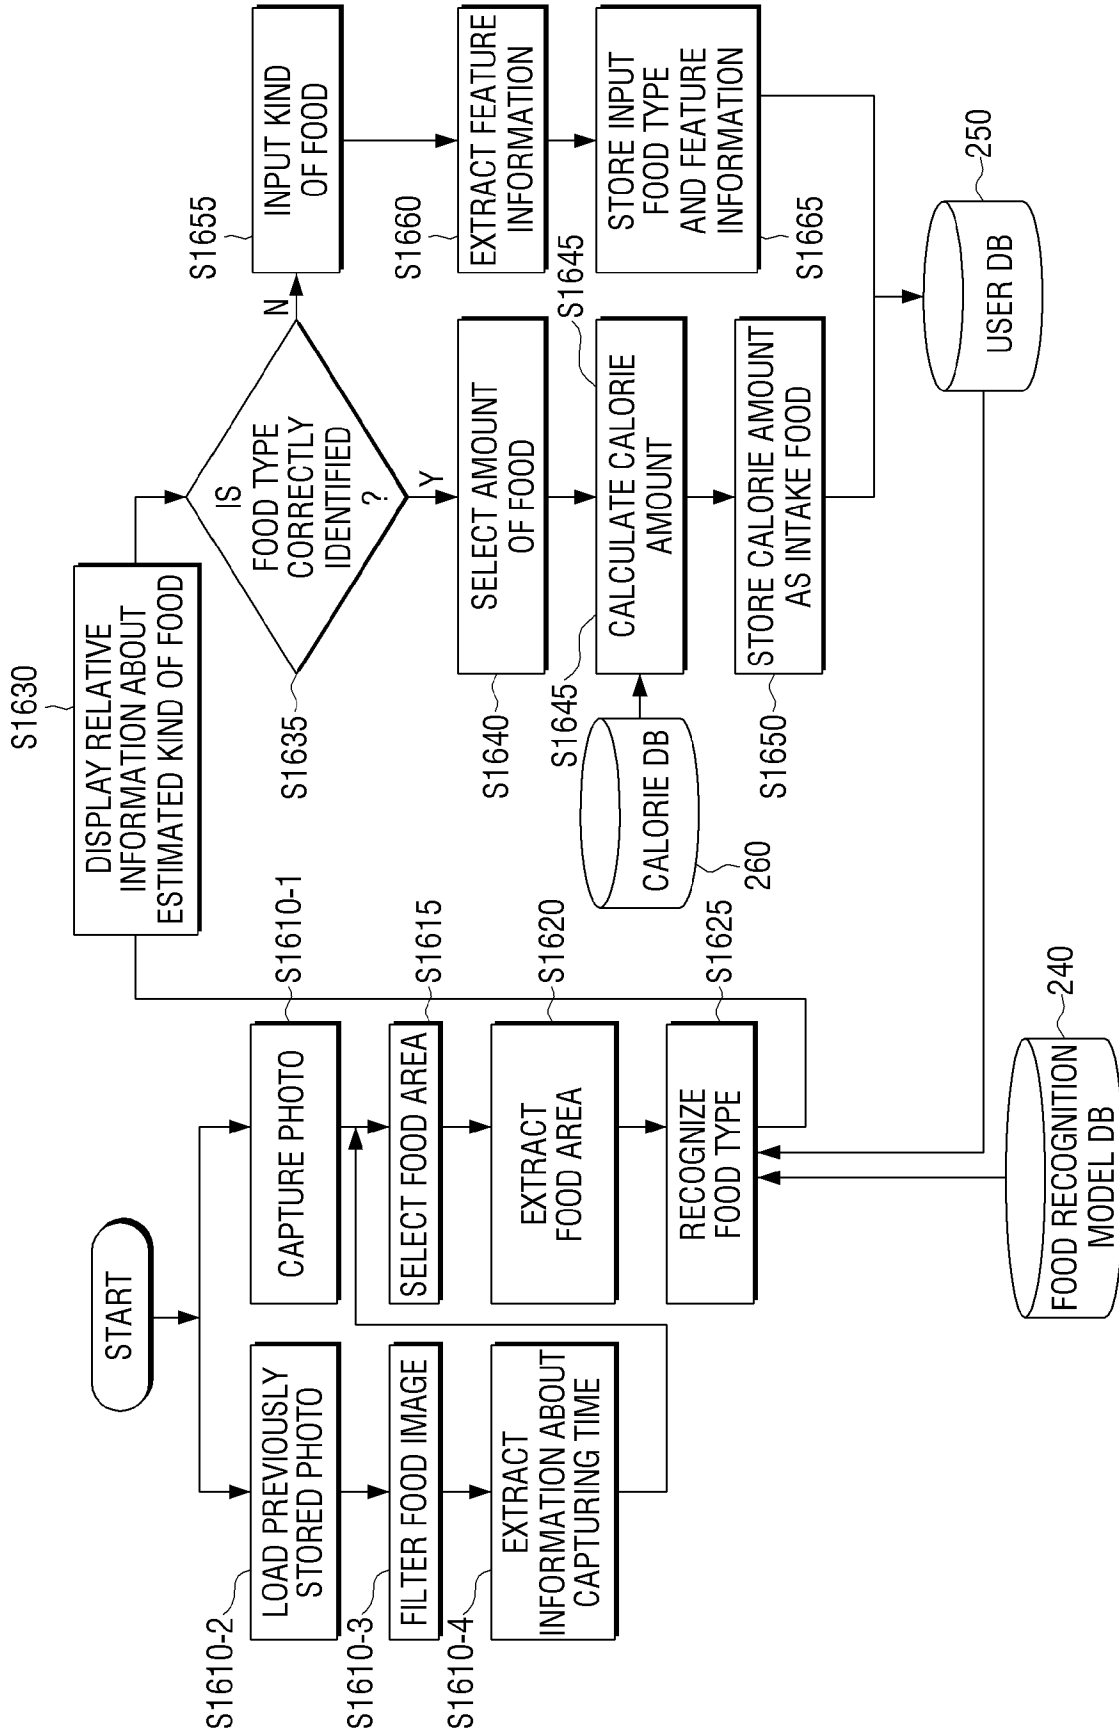 START
S1610-2
LOAD PREVIOUSLY
STORED PHOTO
S1610-3
FILTER FOOD IMAGE
S1610-4
EXTRACT
INFORMATION ABOUT
CAPTURING TIME
CAPTURE PHOTO
S1610-1
SELECT FOOD AREA
S1615
EXTRACT
FOOD AREA
S1620
RECOGNIZE
FOOD TYPE
S1625
FOOD RECOGNITION
MODEL DB
240
S1630
DISPLAY RELATIVE
INFORMATION ABOUT
ESTIMATED KIND OF FOOD
S1635
IS
FOOD TYPE
CORRECTLY
IDENTIFIED
?
N
Y
S1640
SELECT AMOUNT
OF FOOD
S1645
S1645
CALCULATE CALORIE
AMOUNT
CALORIE DB
260
S1650
STORE CALORIE AMOUNT
AS INTAKE FOOD
S1655
INPUT KIND
OF FOOD
S1660
EXTRACT FEATURE
INFORMATION
STORE INPUT
FOOD TYPE
AND FEATURE
INFORMATION
S1665
USER DB
250